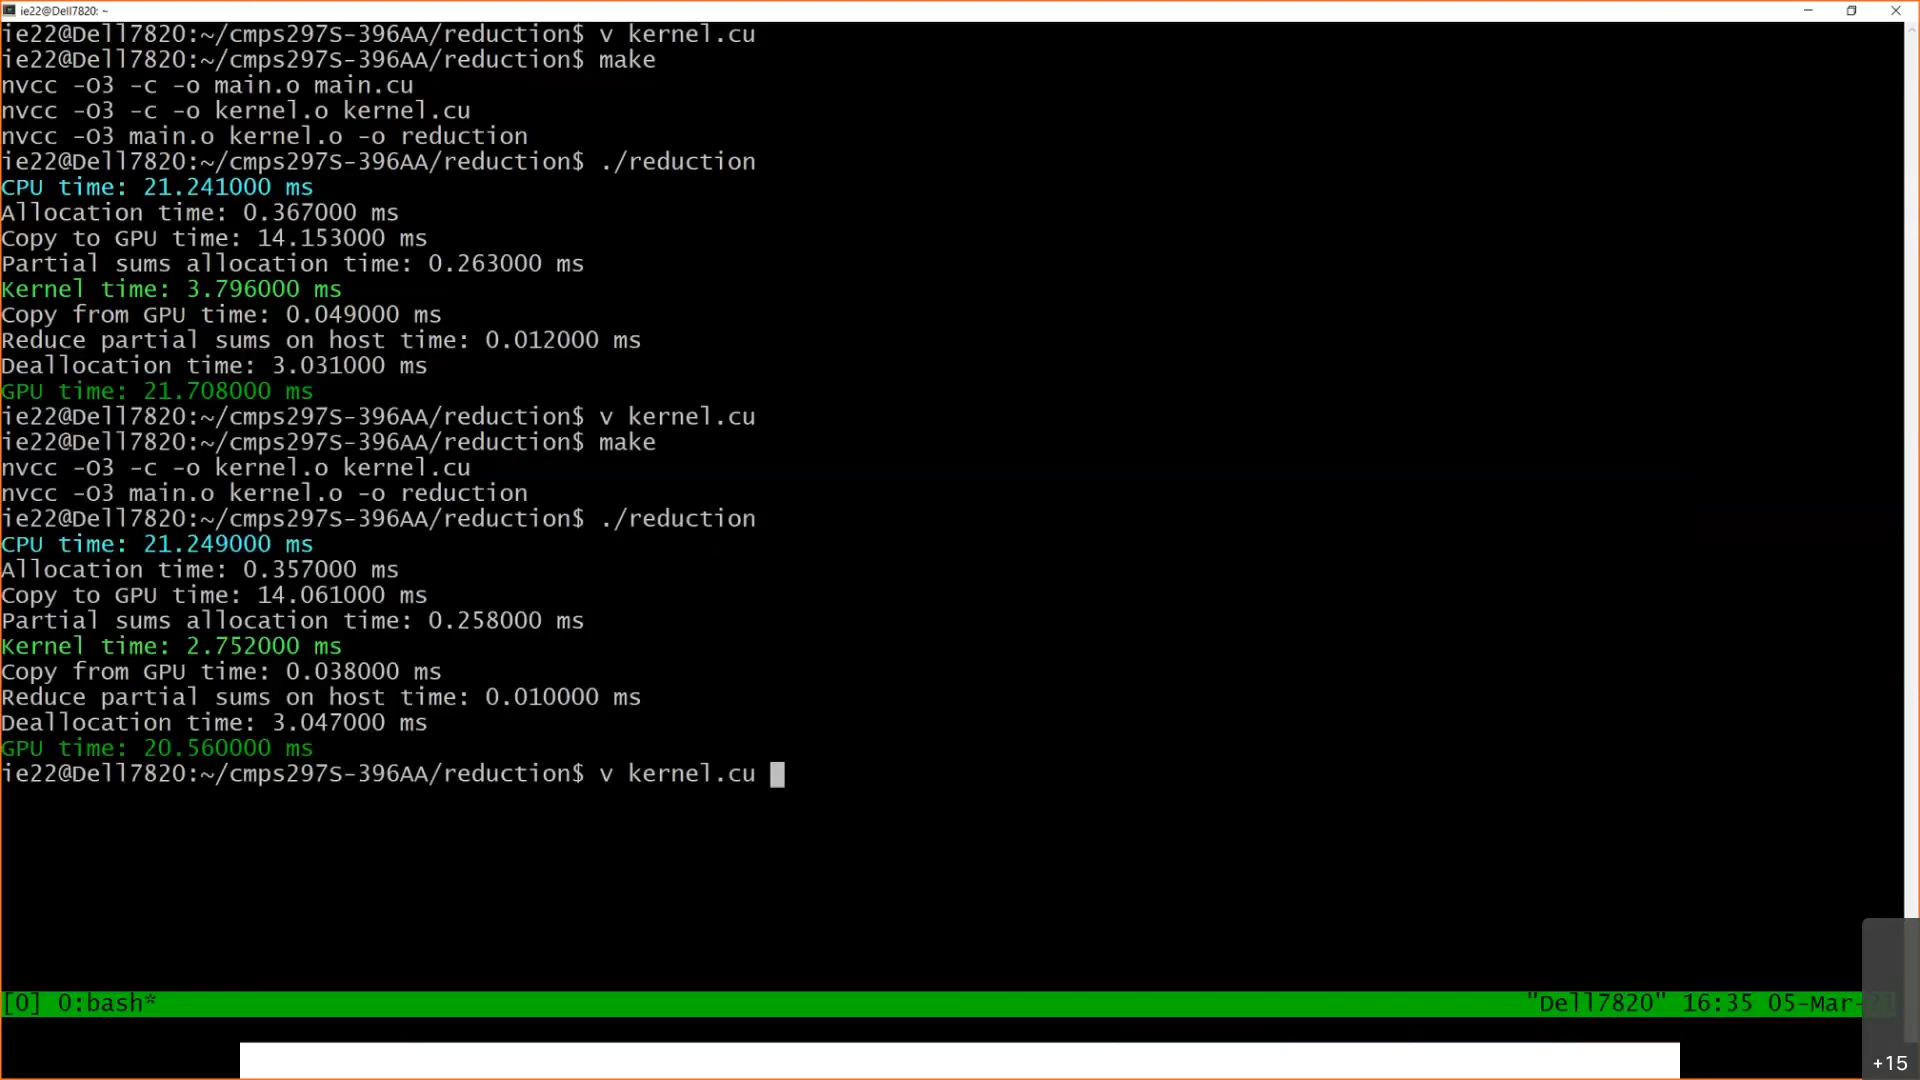 ie22@Dell7820: ~
ie22@Dell7820:~/cmps297S-396AA/reduction$ v kernel.cu
ie22@Dell7820:~/cmps297S-396AA/reduction$ make
nvcc -O3 -c -o main.o main.cu
nvcc -O3 -c -o kernel.o kernel.cu
nvcc -O3 main.o kernel.o -o reduction
ie22@Dell7820:~/cmps297S-396AA/reduction$ ./reduction
CPU time: 21.241000 ms
Allocation time: 0.367000 ms
Copy to GPU time: 14.153000 ms
Partial sums allocation time: 0.263000 ms
Kernel time: 3.796000 ms
Copy from GPU time: 0.049000 ms
Reduce partial sums on host time: 0.012000 ms
Deallocation time: 3.031000 ms
GPU time: 21.708000 ms
ie22@Dell7820:~/cmps297S-396AA/reduction$ v kernel.cu
ie22@Dell7820:~/cmps297S-396AA/reduction$ make
nvcc -O3 -c -o kernel.o kernel.cu
nvcc -O3 main.o kernel.o -o reduction
ie22@Dell7820:~/cmps297S-396AA/reduction$ ./reduction
CPU time: 21.249000 ms
Allocation time: 0.357000 ms
Copy to GPU time: 14.061000 ms
Partial sums allocation time: 0.258000 ms
Kernel time: 2.752000 ms
Copy from GPU time: 0.038000 ms
Reduce partial sums on host time: 0.010000 ms
Deallocation time: 3.047000 ms
GPU time: 20.560000 ms
ie22@Dell7820:~/cmps297S-396AA/reduction$ v kernel.cu
[0] 0:bash* "Dell7820" 16:35 05-Mar-
+15